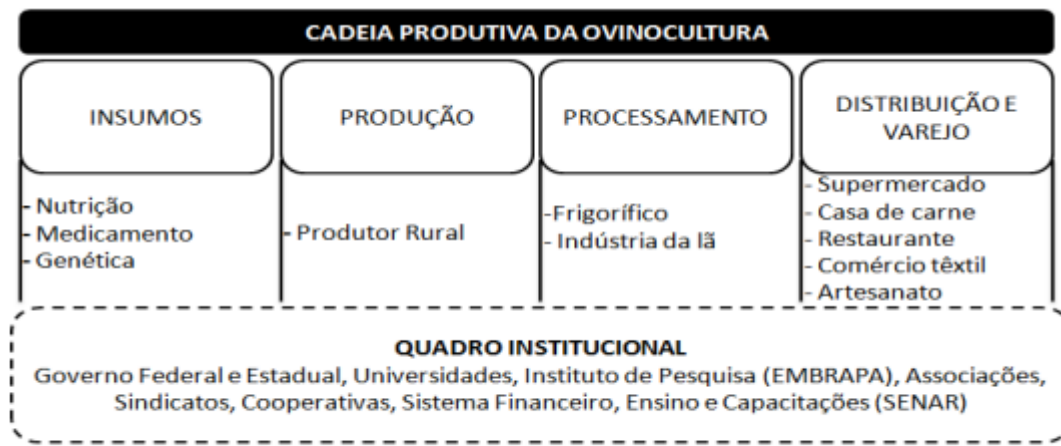 CADEIA PRODUTIVA DA OVINOCULTURA
INSUMOS
- Nutrição
- Medicamento
- Genética
PRODUÇÃO
- Produtor Rural
PROCESSAMENTO
-Frigorífico
- Indústria da lã
DISTRIBUIÇÃO E
VAREJO
- Supermercado
- Casa de carne
- Restaurante
- Comércio têxtil
- Artesanato
QUADRO INSTITUCIONAL
Governo Federal e Estadual, Universidades, Instituto de Pesquisa (EMBRAPA), Associações,
Sindicatos, Cooperativas, Sistema Financeiro, Ensino e Capacitações (SENAR)